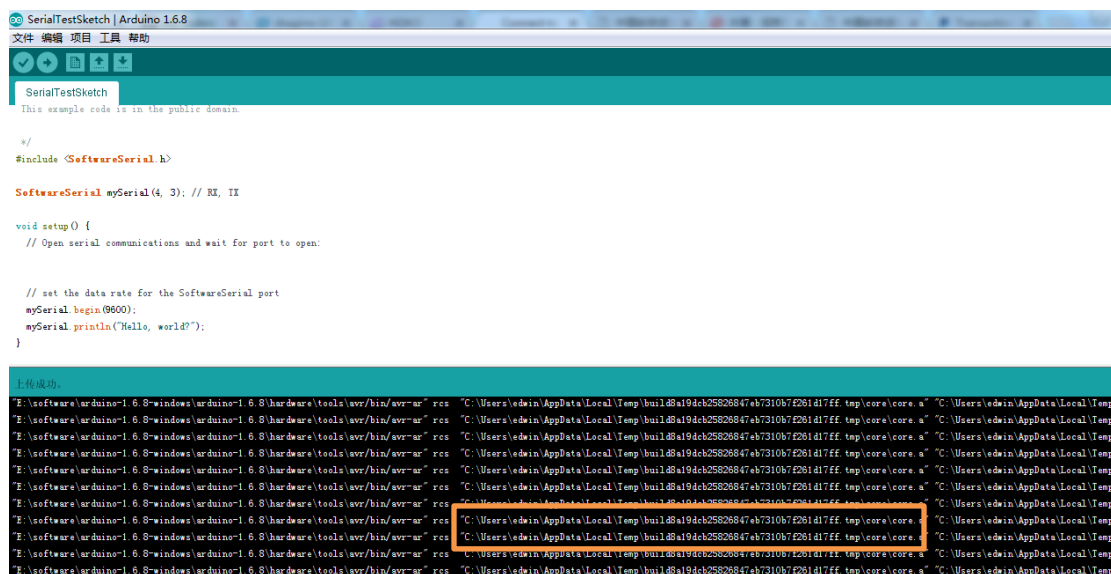 SerialTestSketch | Arduino 1.6.8
文件 编辑 项目 工具 帮助
SerialTestSketch
This example code is in the public domain.
*/
#include <SoftwareSerial.h>
SoftwareSerial mySerial(4, 3); // RX, TX
void setup() {
// Open serial communications and wait for port to open:
// set the data rate for the SoftwareSerial port
mySerial.begin(9600);
mySerial.println("Hello, world?");
}
上传成功。
"E:\software\arduino-1.6.8-windows\arduino-1.6.8\hardware\tools\avr/bin/avr-ar" rcs "C:\Users\edwin\AppData\Local\Temp\build8a19dcb25826847eb7310b7f261d17ff.tmp\core\core.a" "C:\Users\edwin\AppData\Local\Temp
"E:\software\arduino-1.6.8-windows\arduino-1.6.8\hardware\tools\avr/bin/avr-ar" rcs "C:\Users\edwin\AppData\Local\Temp\build8a19dcb25826847eb7310b7f261d17ff.tmp\core\core.a" "C:\Users\edwin\AppData\Local\Temp
"E:\software\arduino-1.6.8-windows\arduino-1.6.8\hardware\tools\avr/bin/avr-ar" rcs "C:\Users\edwin\AppData\Local\Temp\build8a19dcb25826847eb7310b7f261d17ff.tmp\core\core.a" "C:\Users\edwin\AppData\Local\Temp
"E:\software\arduino-1.6.8-windows\arduino-1.6.8\hardware\tools\avr/bin/avr-ar" rcs "C:\Users\edwin\AppData\Local\Temp\build8a19dcb25826847eb7310b7f261d17ff.tmp\core\core.a" "C:\Users\edwin\AppData\Local\Temp
"E:\software\arduino-1.6.8-windows\arduino-1.6.8\hardware\tools\avr/bin/avr-ar" rcs "C:\Users\edwin\AppData\Local\Temp\build8a19dcb25826847eb7310b7f261d17ff.tmp\core\core.a" "C:\Users\edwin\AppData\Local\Temp
"E:\software\arduino-1.6.8-windows\arduino-1.6.8\hardware\tools\avr/bin/avr-ar" rcs "C:\Users\edwin\AppData\Local\Temp\build8a19dcb25826847eb7310b7f261d17ff.tmp\core\core.a" "C:\Users\edwin\AppData\Local\Temp
"E:\software\arduino-1.6.8-windows\arduino-1.6.8\hardware\tools\avr/bin/avr-ar" rcs "C:\Users\edwin\AppData\Local\Temp
"E:\software\arduino-1.6.8-windows\arduino-1.6.8\hardware\tools\avr/bin/avr-ar" rcs "C:\Users\edwin\AppData\Local\Temp\build8a19dcb25826847eb7310b7f261d17ff.tmp\core\core. "C:\Users\edwin\AppData\Local\Temp
"E:\software\arduino-1.6.8-windows\arduino-1.6.8\hardware\tools\avr/bin/avr-ar" rcs "C:\Users\edwin\AppData\Local\Temp\build8a19dcb25826847eb7310b7f261d17ff.tmp\core\core. "C:\Users\edwin\AppData\Local\Temp
"E:\software\arduino-1.6.8-windows\arduino-1.6.8\hardware\tools\avr/bin/avr-ar" rcs "C:\Users\edwin\AppData\Local\Temp\build8a19dcb25826847eb7310b7f261d17ff.tmp\core\core.a" "C:\Users\edwin\AppData\Local\Temp
"E:\software\arduino-1.6.8-windows\arduino-1.6.8\hardware\tools\avr/bin/avr-ar" rcs "C:\Users\edwin\AppData\Local\Temp\build8a19dcb25826847eb7310b7f261d17ff.tmp\core\core.a" "C:\Users\edwin\AppData\Local\Temp